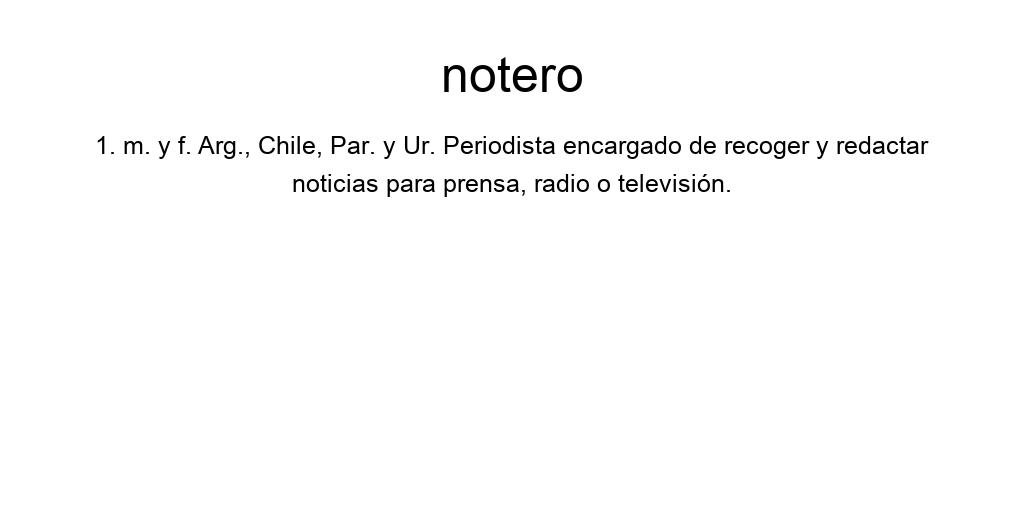 notero
1. m. y f. Arg., Chile, Par. y Ur. Periodista encargado de recoger y redactar
noticias para prensa, radio o televisión.